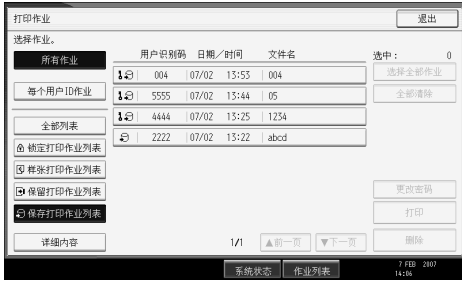 打印作业
退出
选择作业。
用户识别码 日期／时间 文件名
选中： 0
所有作业
每个用户ID作业
全部列表
锁定打印作业列表
样张打印作业列表
保留打印作业列表
保存打印作业列表
详细内容
004 07/02 13:53 004
5555 07/02 13:44 05
4444 07/02 13:25 1234
2222 07/02 13:22 abcd
1/1 ▲前一页 ▼下一页
选择全部作业
全部清除
更改密码
打印
删除
系统状态 作业列表
7 FEB 2007
14:06